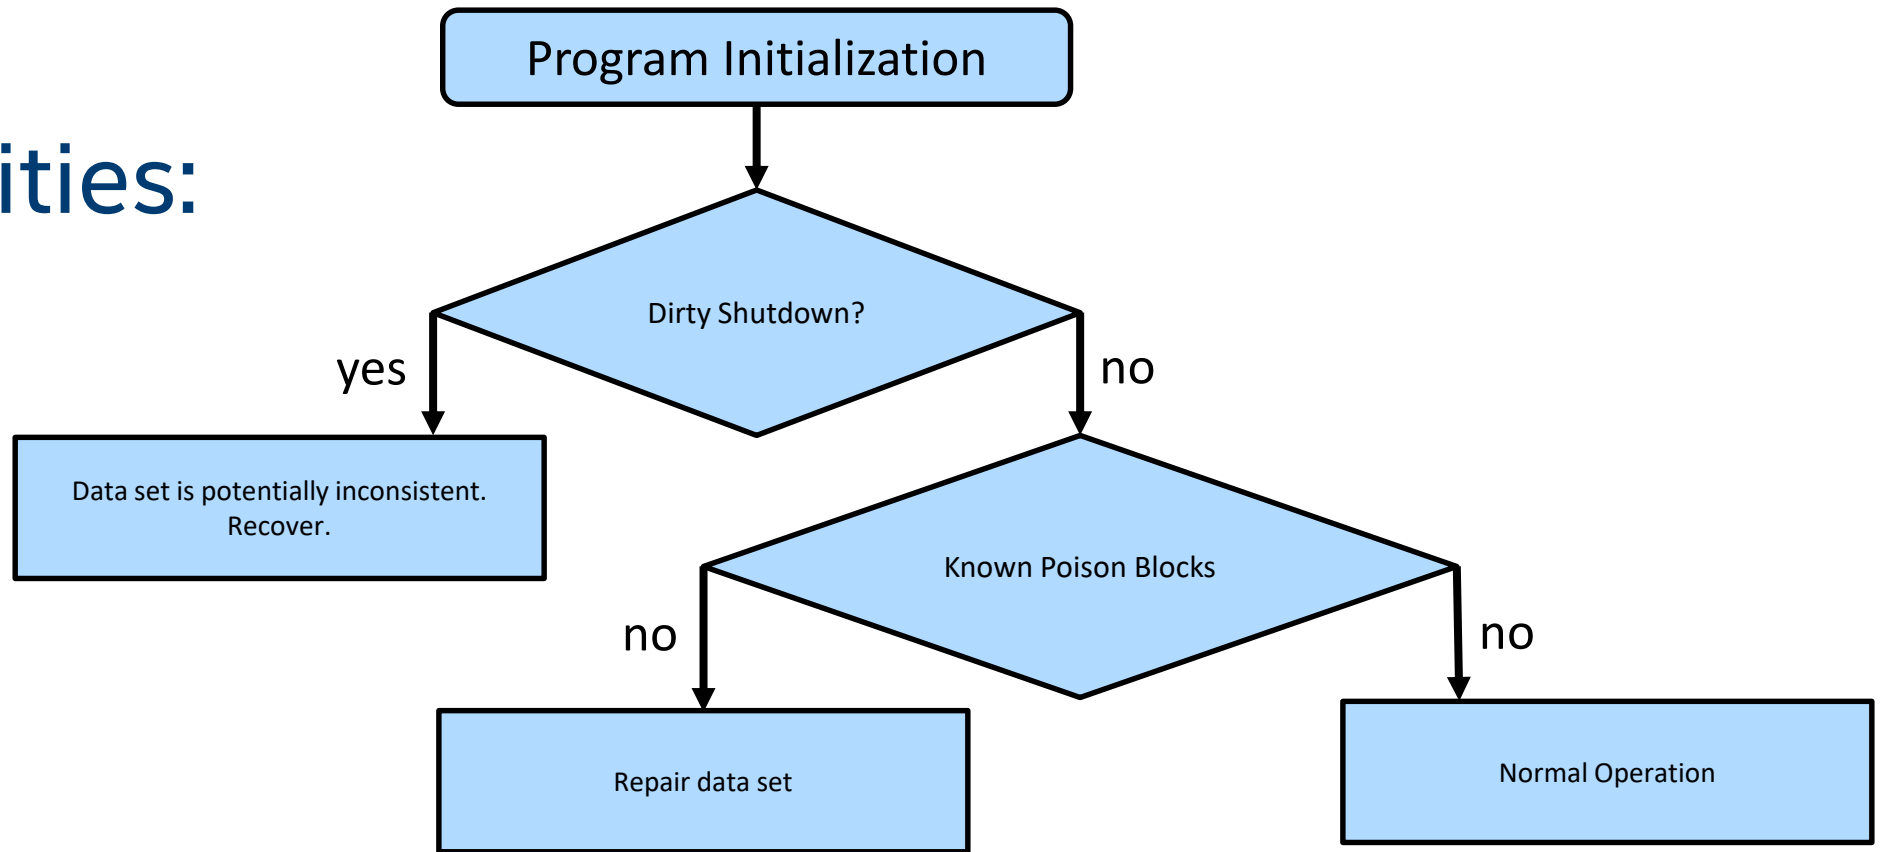 Program Initialization
ities:
Dirty Shutdown?
yes
no
Data set is potentially inconsistent.
Recover.
Known Poison Blocks
no
no
Repair data set
Normal Operation